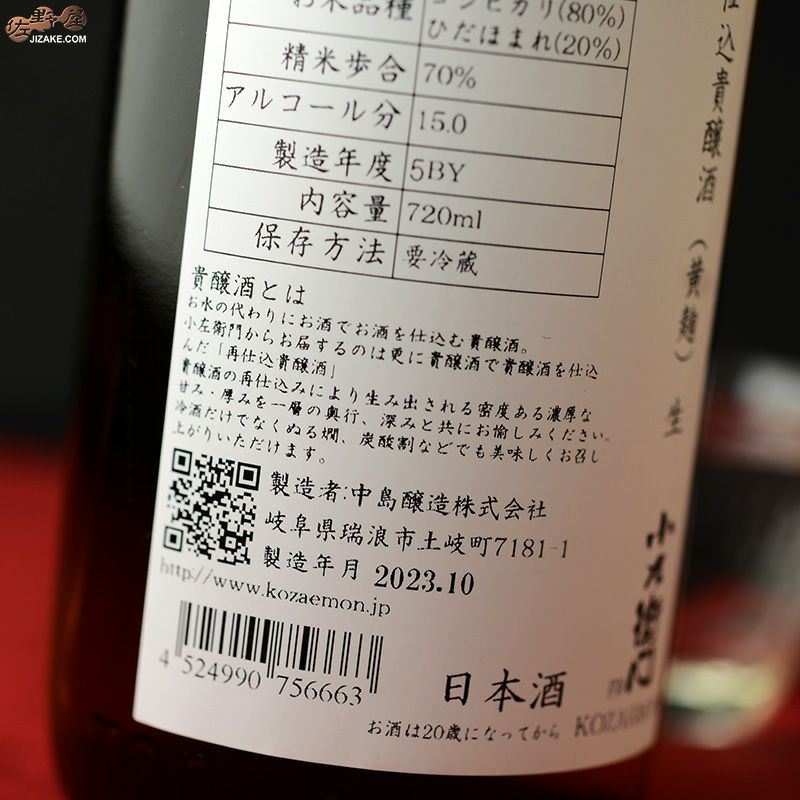 佐野屋
JIZAKE.COM
お米品種 コシヒカリ(80%)
ひだほまれ(20%)
精米歩合 70%
アルコール分 15.0
製造年度 5BY
内容量 720ml
保存方法 要冷蔵
貴醸酒とは
お水の代わりにお酒でお酒を仕込む貴醸酒。
小左衛門からお届するのは更に貴醸酒で貴醸酒を仕込
んだ「再仕込貴醸酒」
貴醸酒の再仕込みにより生み出される密度ある濃厚な
甘み・厚みを一層の奥行、深みと共にお愉しみください。
冷酒だけでなくぬる燗、炭酸割などでも美味しくお召し
上がりいただけます。
製造者:中島醸造株式会社
岐阜県瑞浪市土岐町7181-1
製造年月 2023.10
http://www.kozaemon.jp
4 524990 756663
日本酒
お酒は20歳になってから
仕込貴醸酒(黄麹)生
小左衛門